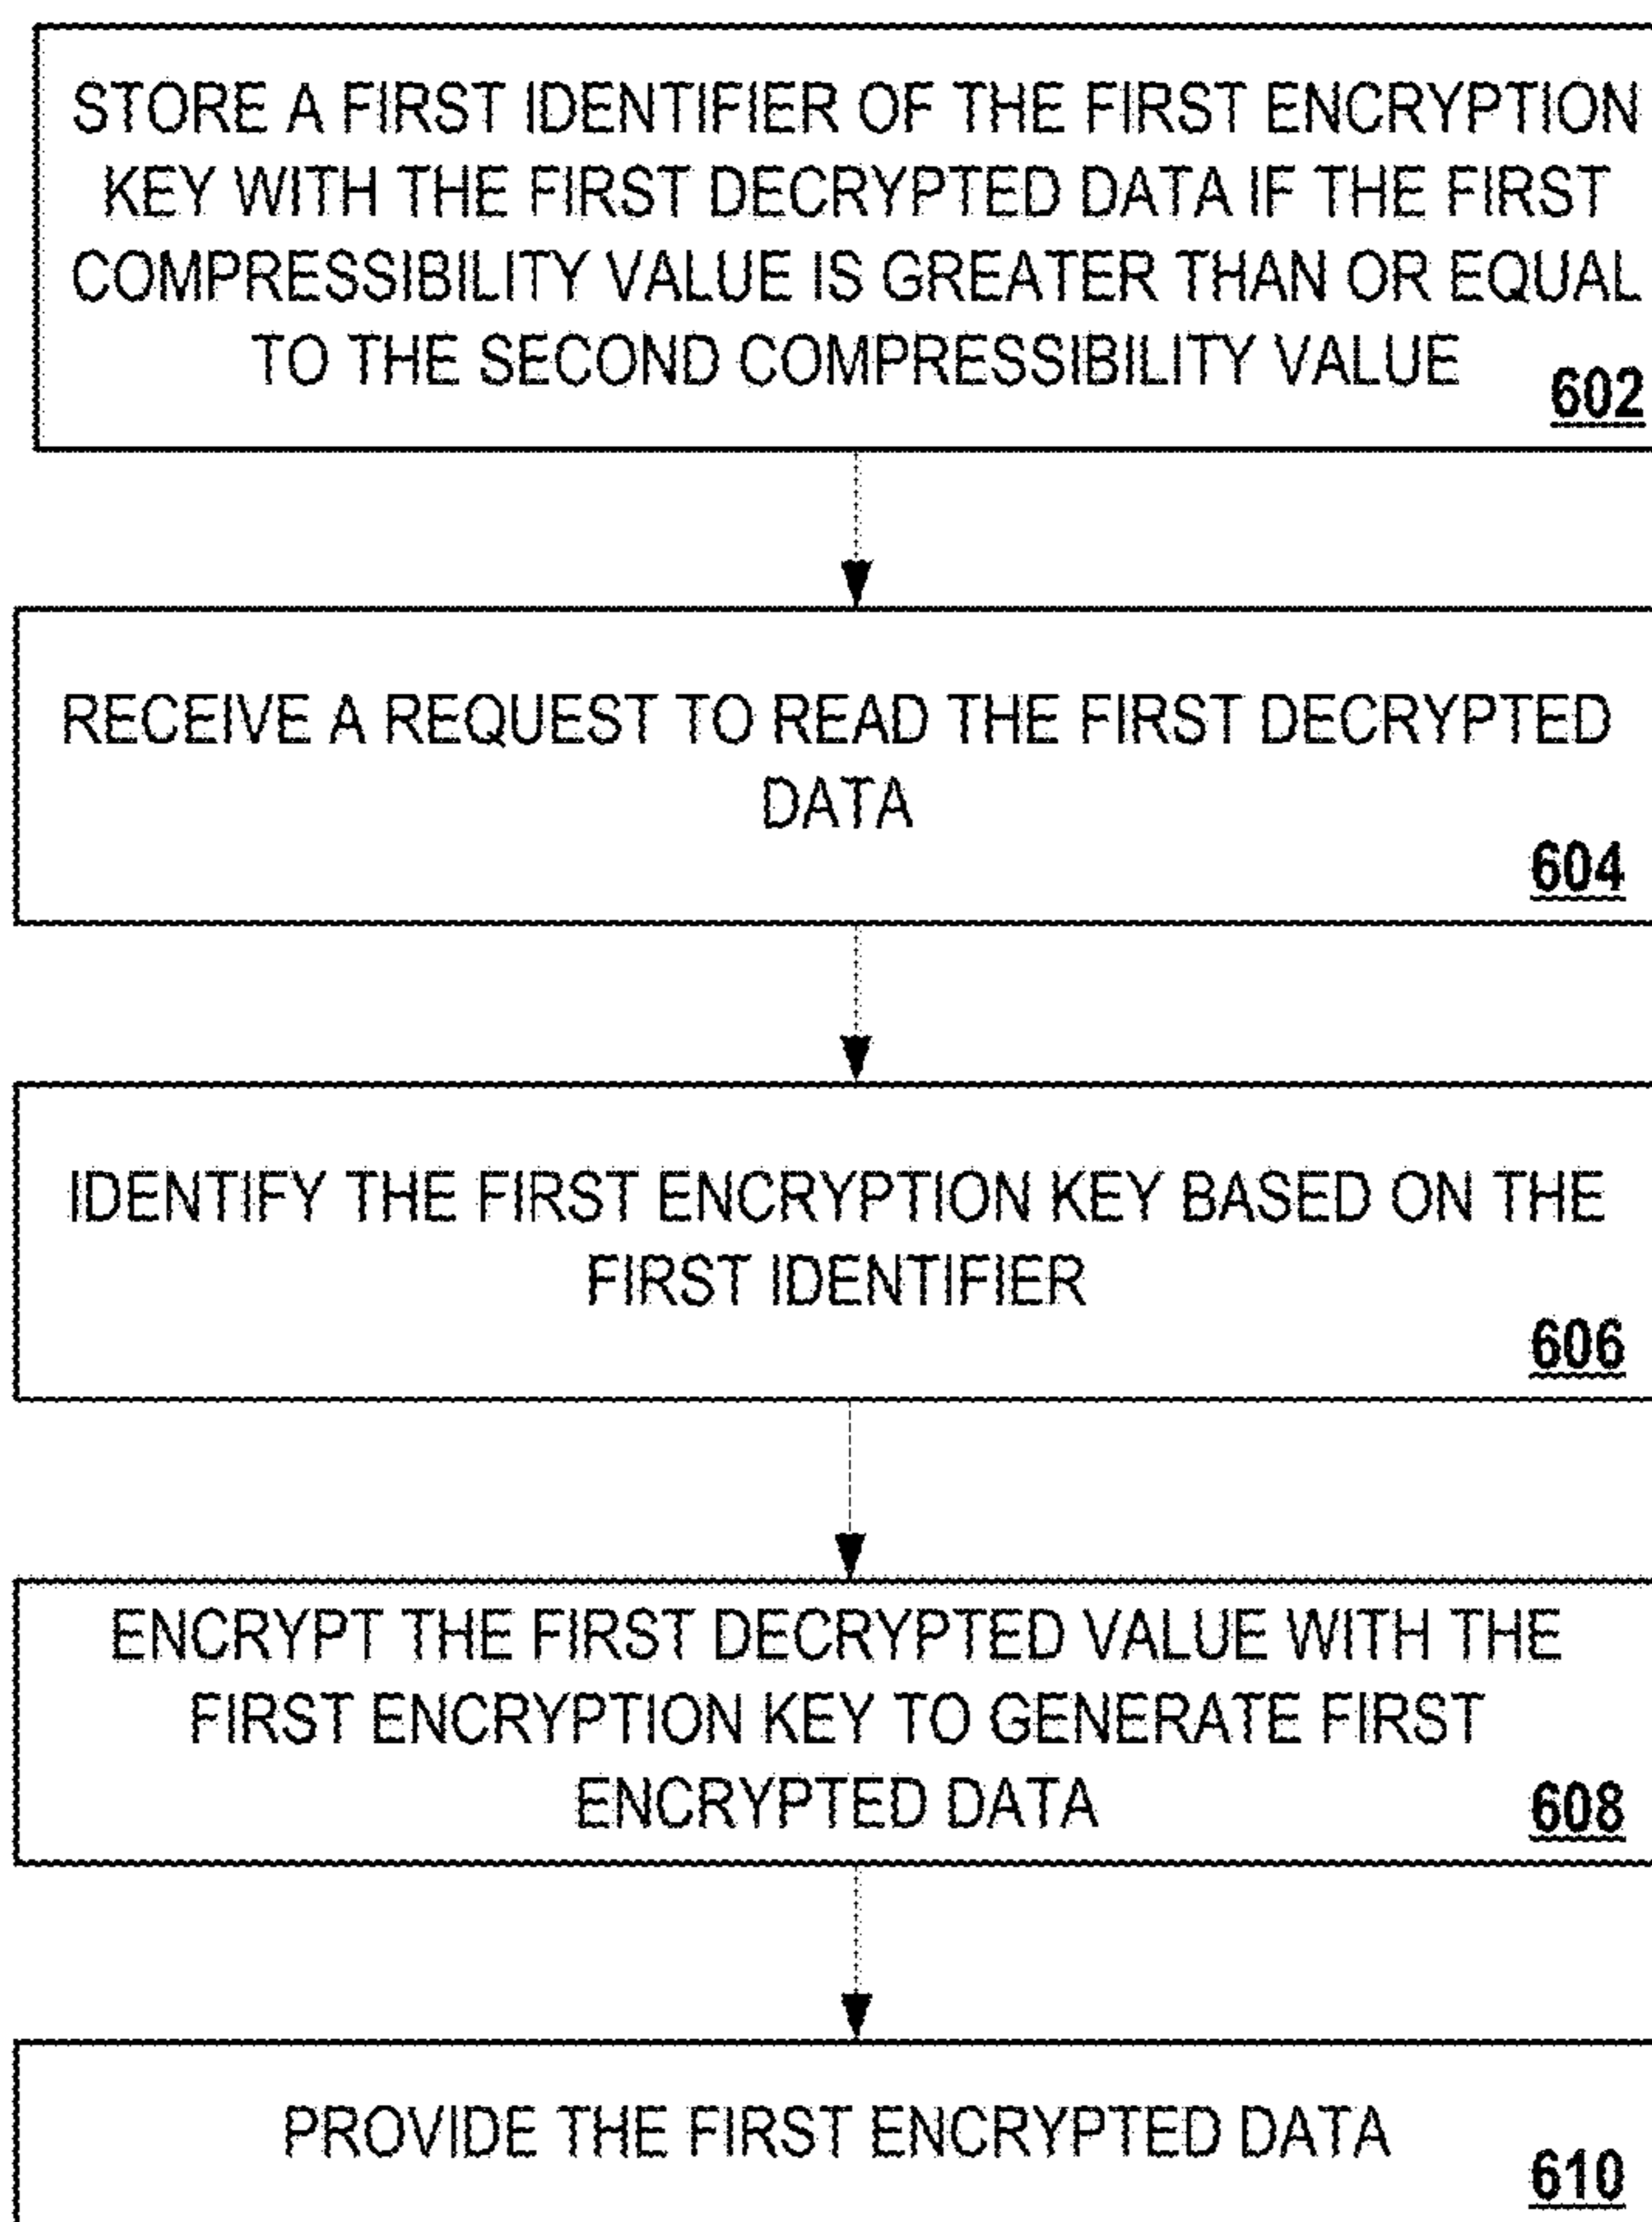 STORE A FIRST IDENTIFIER OF THE FIRST ENCRYPTION
KEY WITH THE FIRST DECRYPTED DATA IF THE FIRST
COMPRESSIBILITY VALUE IS GREATER THAN OR EQUAL
TO THE SECOND COMPRESSIBILITY VALUE
602
RECEIVE A REQUEST TO READ THE FIRST DECRYPTED
DATA
604
IDENTIFY THE FIRST ENCRYPTION KEY BASED ON THE
FIRST IDENTIFIER
606
ENCRYPT THE FIRST DECRYPTED VALUE WITH THE
FIRST ENCRYPTION KEY TO GENERATE FIRST
ENCRYPTED DATA
608
PROVIDE THE FIRST ENCRYPTED DATA
610